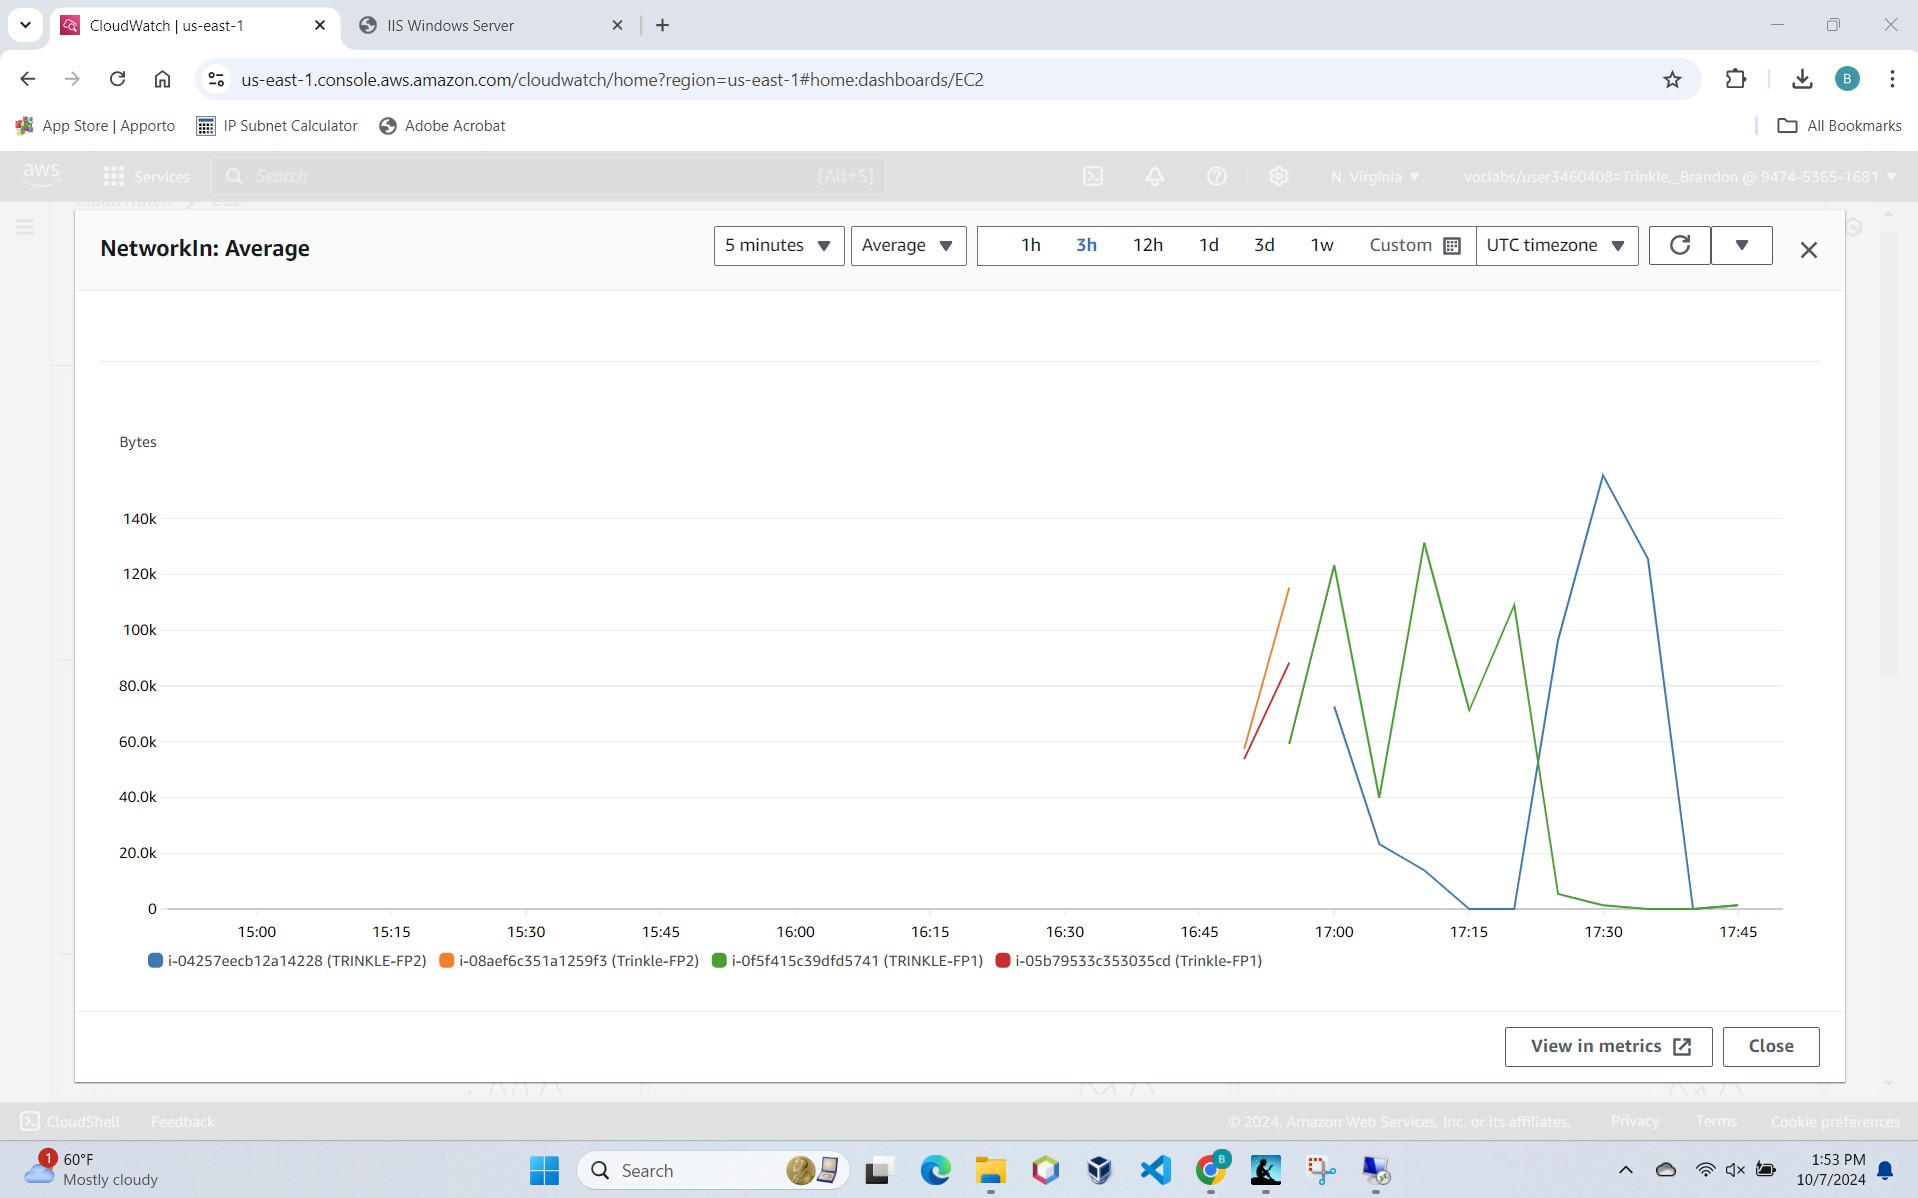 CloudWatch | us-east-1
IIS Windows Server
us-east-1.console.aws.amazon.com/cloudwatch/home?region=us-east-1#home:dashboards/EC2
B
App Store | Apporto
IP Subnet Calculator
Adobe Acrobat
All Bookmarks
aws
Services
Search
[Alt+S]
N. Virginia
voclabs/user3460408=Trinkle,_Brandon @ 9474-5365-1681
CloudWatch
EC2
NetworkIn: Average
5 minutes
Average
1h
3h
12h
1d
3d
1w
Custom
UTC timezone
Bytes
140k
120k
100k
80.0k
60.0k
40.0k
20.0k
0
15:00
15:15
15:30
15:45
16:00
16:15
16:30
16:45
17:00
17:15
17:30
17:45
i-04257eecb12a14228 (TRINKLE-FP2)
i-08aef6c351a1259f3 (Trinkle-FP2)
i-0f5f415c39dfd5741 (TRINKLE-FP1)
i-05b79533c353035cd (Trinkle-FP1)
View in metrics
Close
CloudShell
Feedback
© 2024, Amazon Web Services, Inc. or its affiliates.
Privacy
Terms
Cookie preferences
1
60°F
Mostly cloudy
Search
B
1:53 PM
10/7/2024